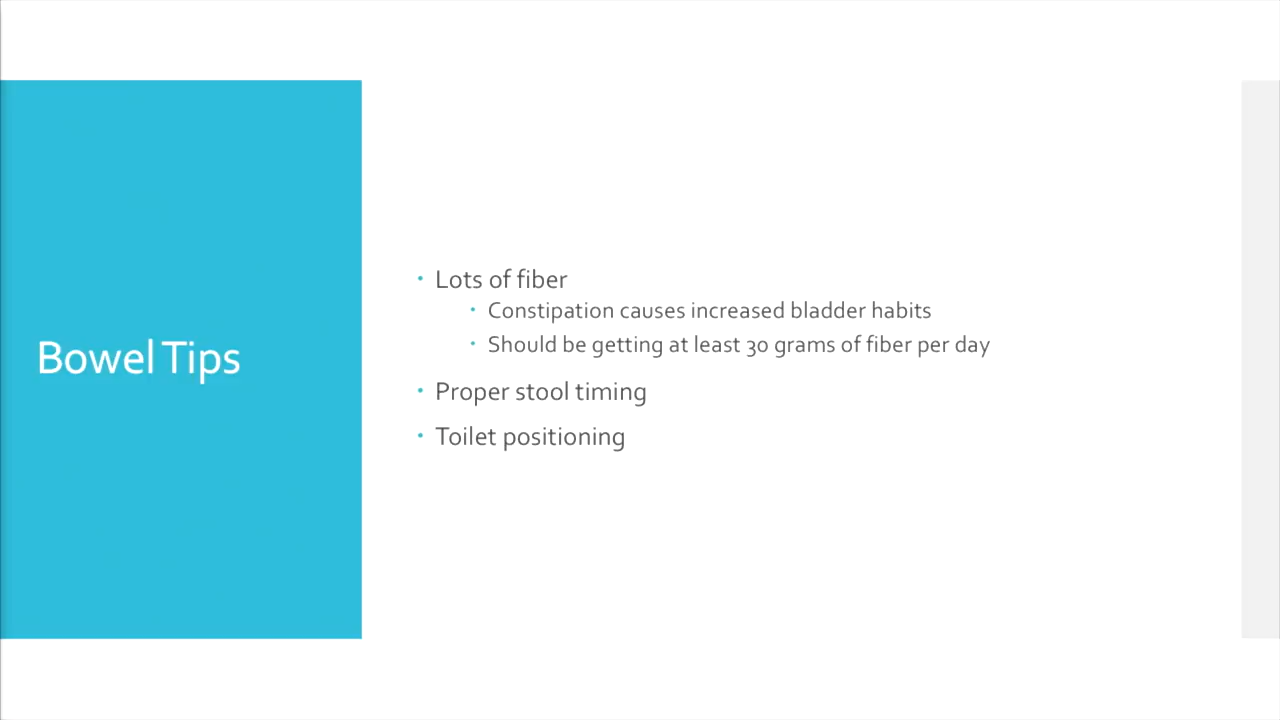 Bowel Tips
Lots of fiber
Constipation causes increased bladder habits
Should be getting at least 30 grams of fiber per day
Proper stool timing
Toilet positioning